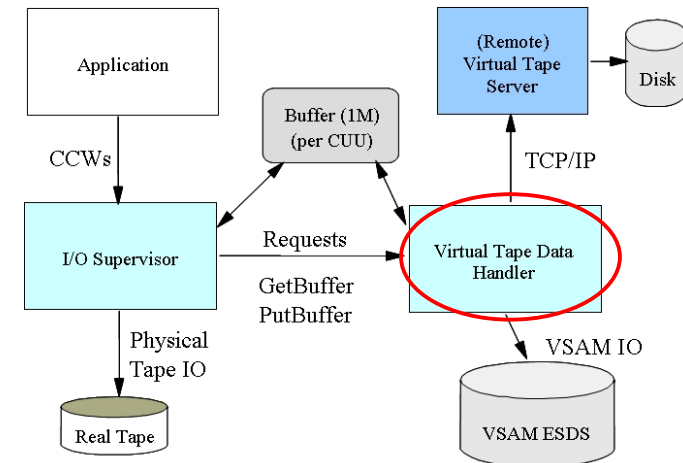 Application
(Remote)
Virtual Tape
Server
Disk
Buffer (1M)
(per CUU)
CCWs
TCP/IP
I/O Supervisor
Requests
GetBuffer
PutBuffer
Virtual Tape Data
Handler
Physical
Tape IO
VSAM IO
Real Tape
VSAM ESDS